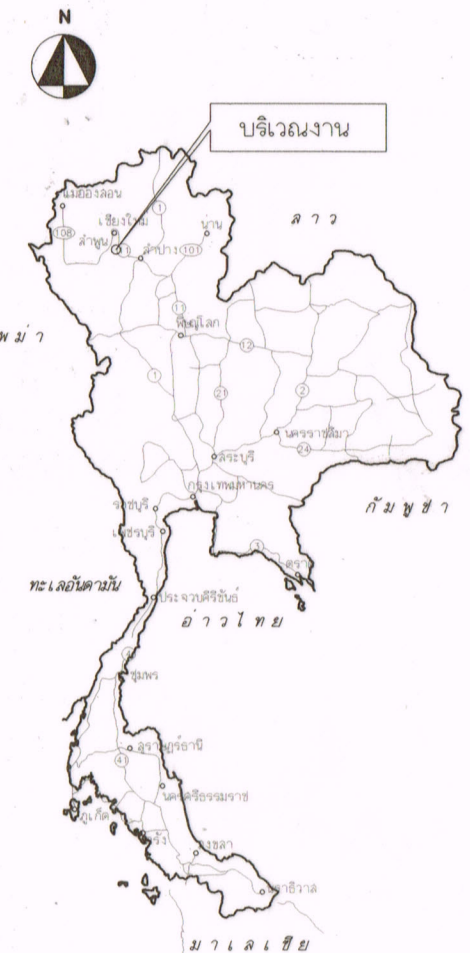 N
บริเวณงาน
แม่ฮ่องสอน
1
ลาว
108
เชียงใหม่
น่าน
ลำพูน
11
ลำปาง
101
11
พม่า
พิษณุโลก
12
1
21
2
นครราชสีมา
24
สระบุรี
กรุงเทพมหานคร
ราชบุรี
กัมพูชา
เพชรบุรี
3
ตราด
ทะเลอันดามัน
ประจวบคีรีขันธ์
อ่าวไทย
ชุมพร
สุราษฎร์ธานี
41
นครศรีธรรมราช
ภูเก็ต
ตรัง
สงขลา
นราธิวาส
มาเลเซีย